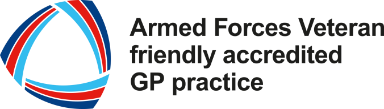 Armed Forces Veteran
friendly accredited
GP practice